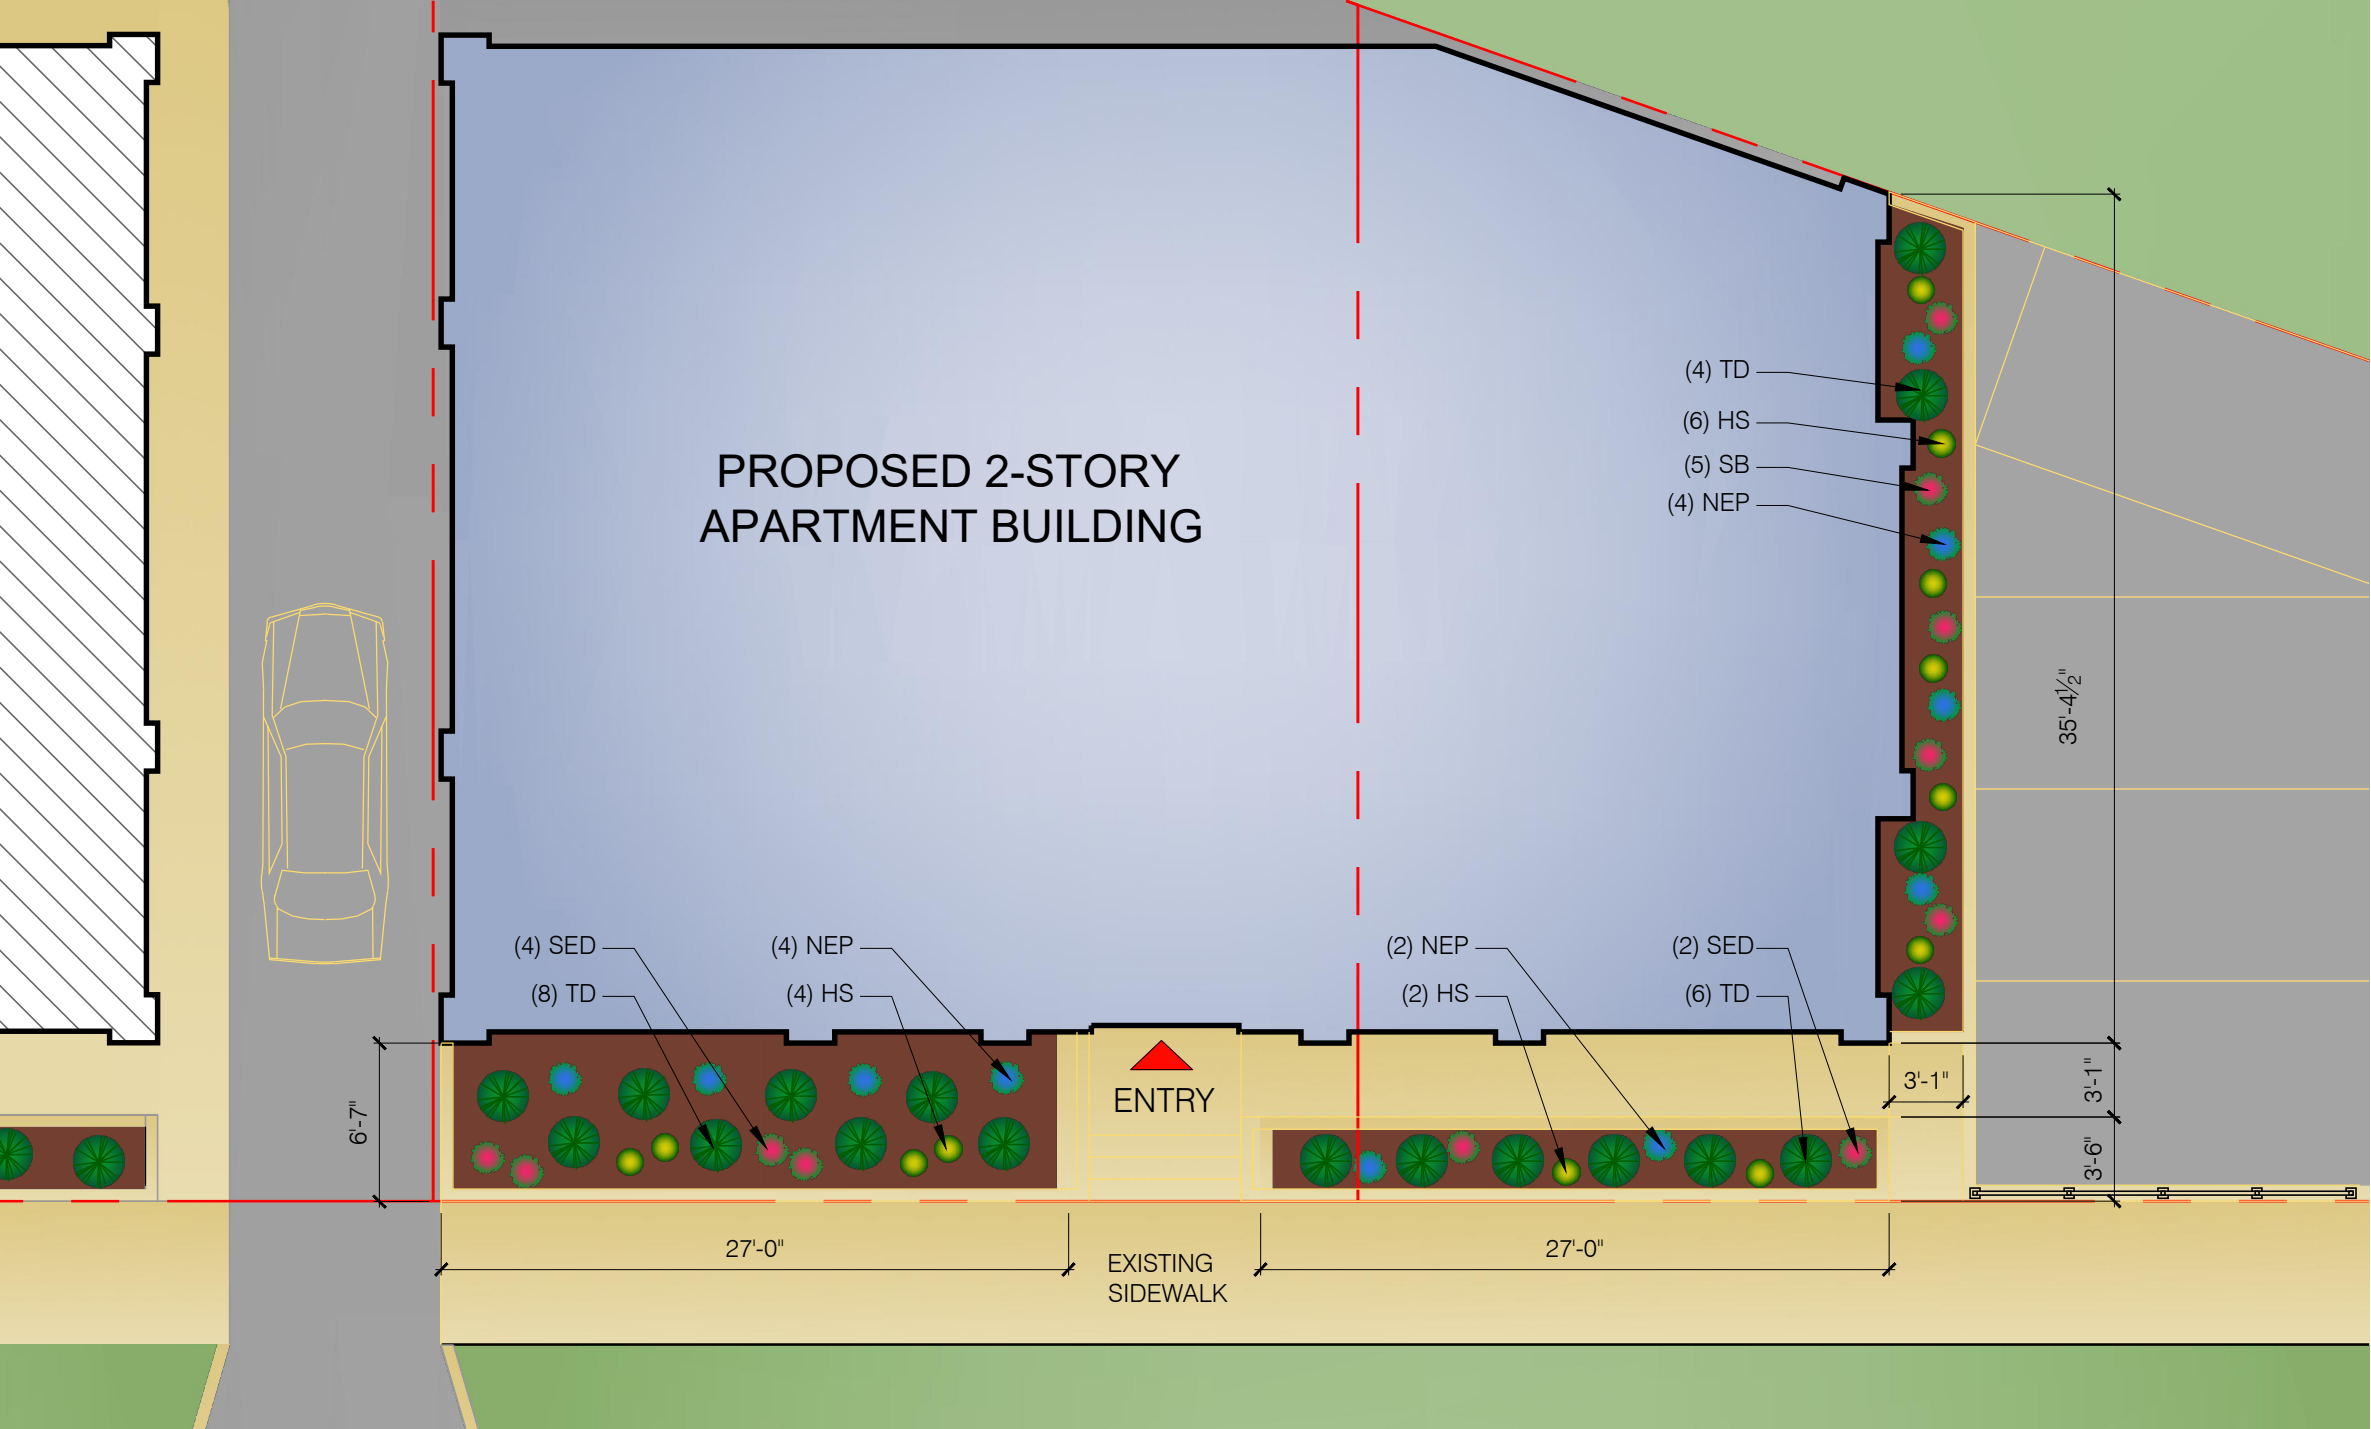 PROPOSED 2-STORY
APARTMENT BUILDING
(4) TD
(6) HS
(5) SB
(4) NEP
35'-4½"
(4) SED
(4) NEP
(2) NEP
(2) SED
(8) TD
(4) HS
(2) HS
(6) TD
6'-7"
ENTRY
3'-1"
3'-1"
3'-6"
27'-0"
27'-0"
EXISTING
SIDEWALK